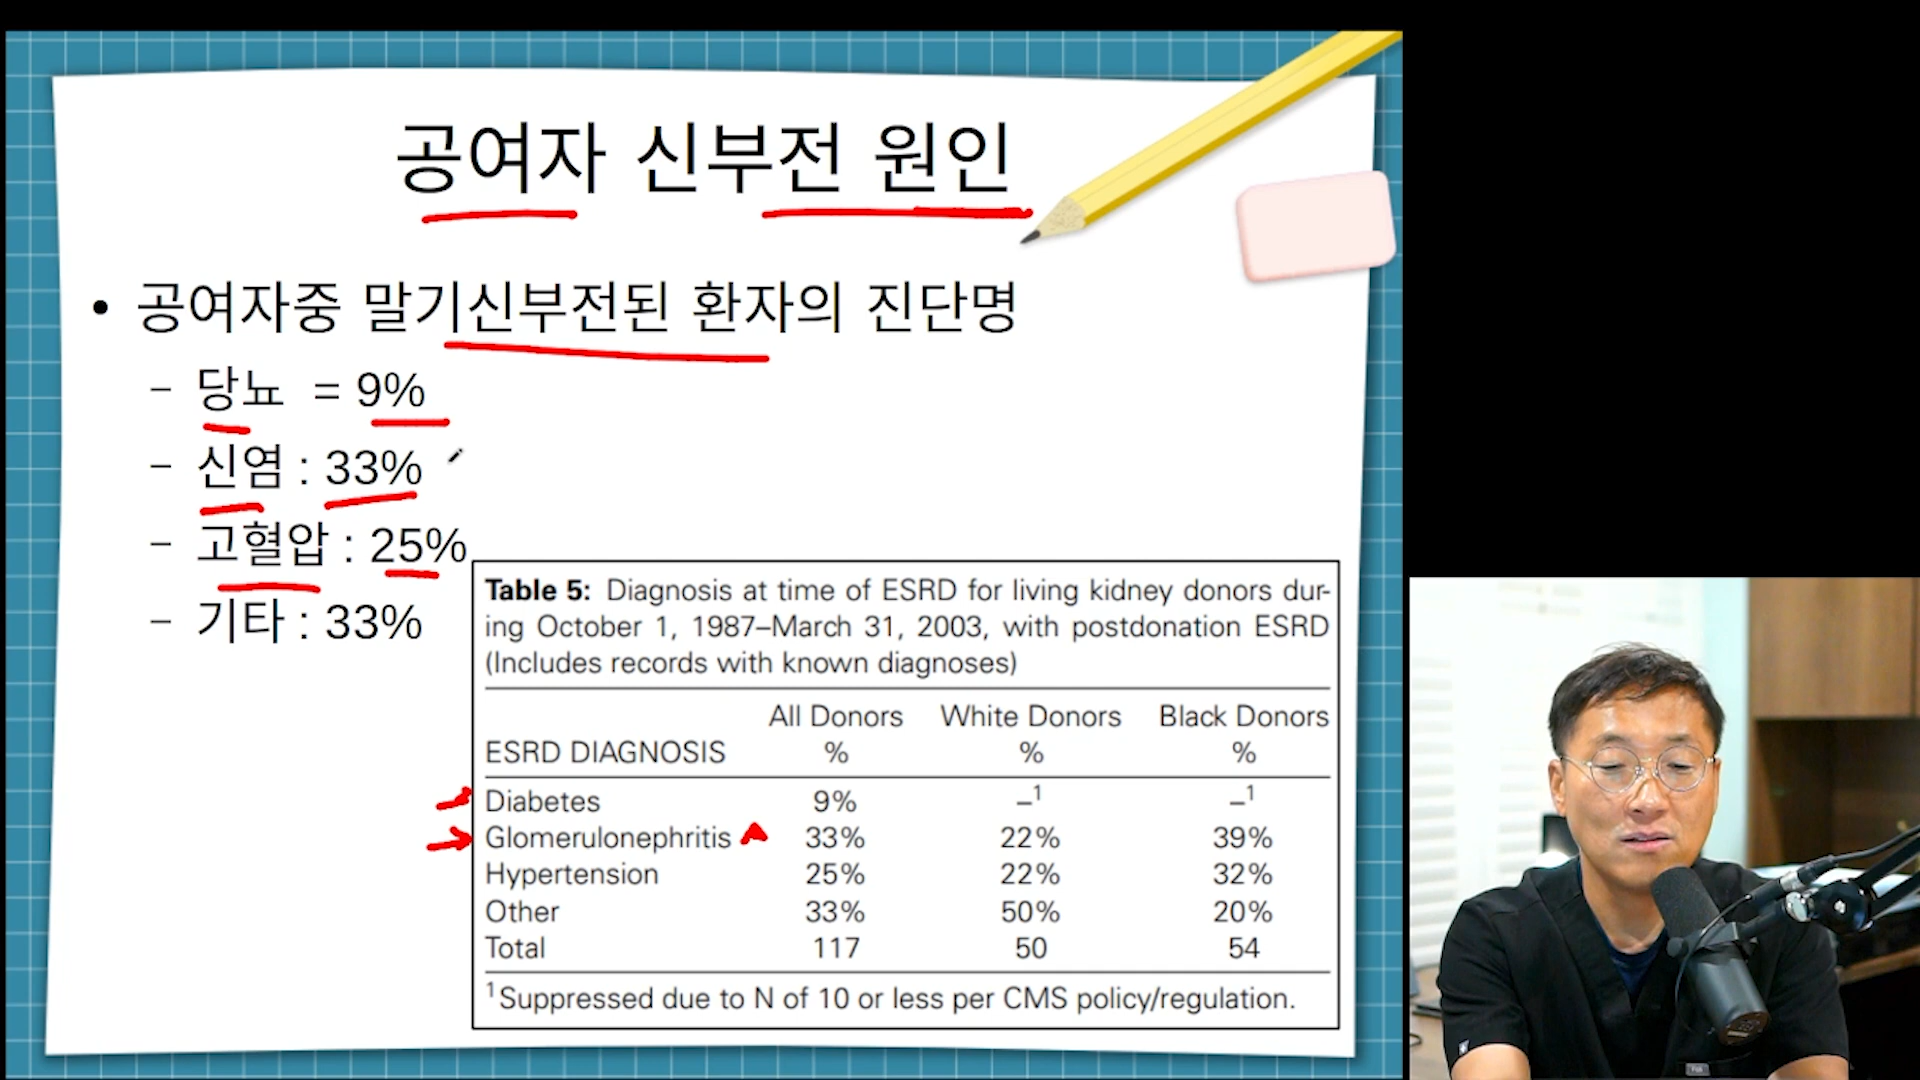 공여자 신부전 원인
• 공여자중 말기신부전된 환자의 진단명
– 당뇨 = 9%
– 신염 : 33%
– 고혈압 : 25%
– 기타 : 33%
Table 5: Diagnosis at time of ESRD for living kidney donors dur-
ing October 1, 1987–March 31, 2003, with postdonation ESRD
(Includes records with known diagnoses)
All Donors White Donors Black Donors
ESRD DIAGNOSIS % % %
Diabetes 9% –1 –1
Glomerulonephritis 33% 22% 39%
Hypertension 25% 22% 32%
Other 33% 50% 20%
Total 117 50 54
1Suppressed due to N of 10 or less per CMS policy/regulation.